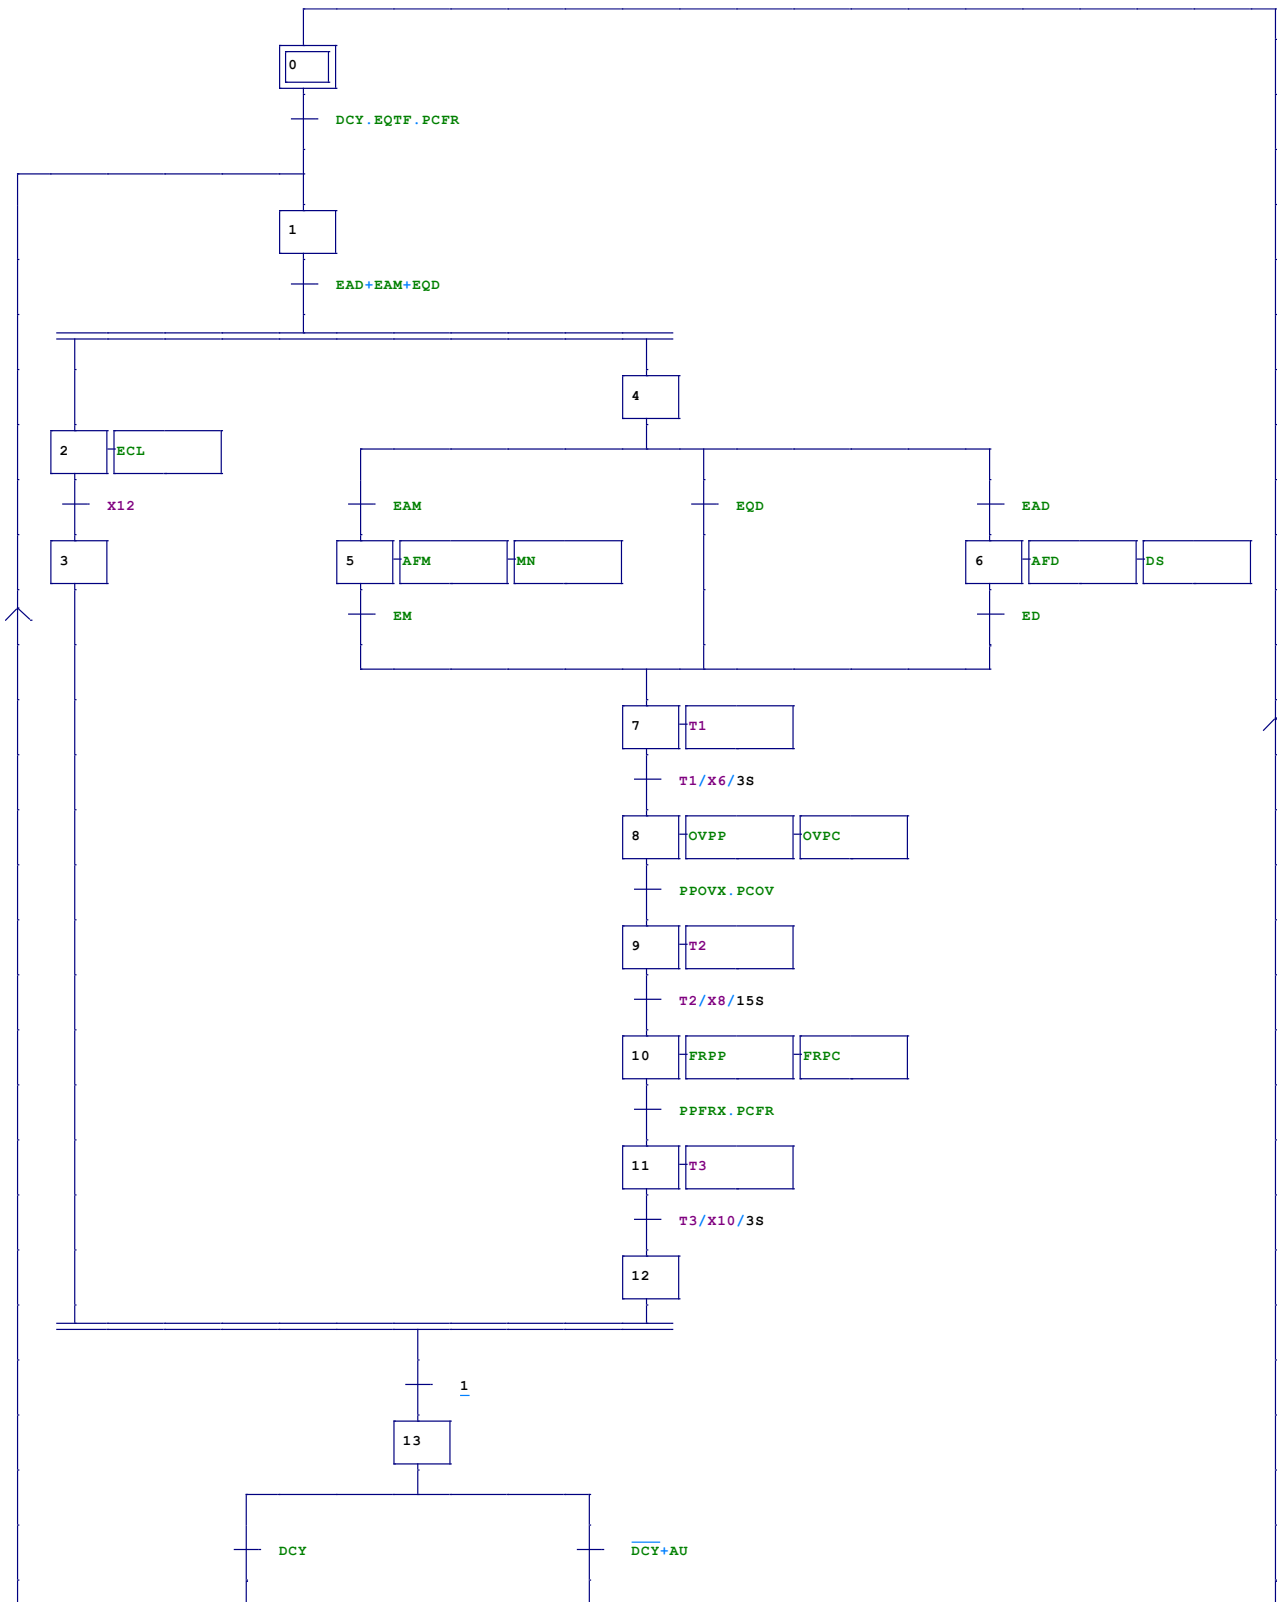 0
DCY.EQTF.PCFR
1
EAD+EAM+EQD
4
2 ECL
X12
EAM
EQD
EAD
3
5 AFM MN
6 AFD DS
EM
ED
7 T1
T1/X6/3S
8 OVPP OVPC
PPOVX.PCOV
9 T2
T2/X8/15S
10 FRPP FRPC
PPFRX.PCFR
11 T3
T3/X10/3S
12
1
13
DCY
D̅C̅Y̅+AU